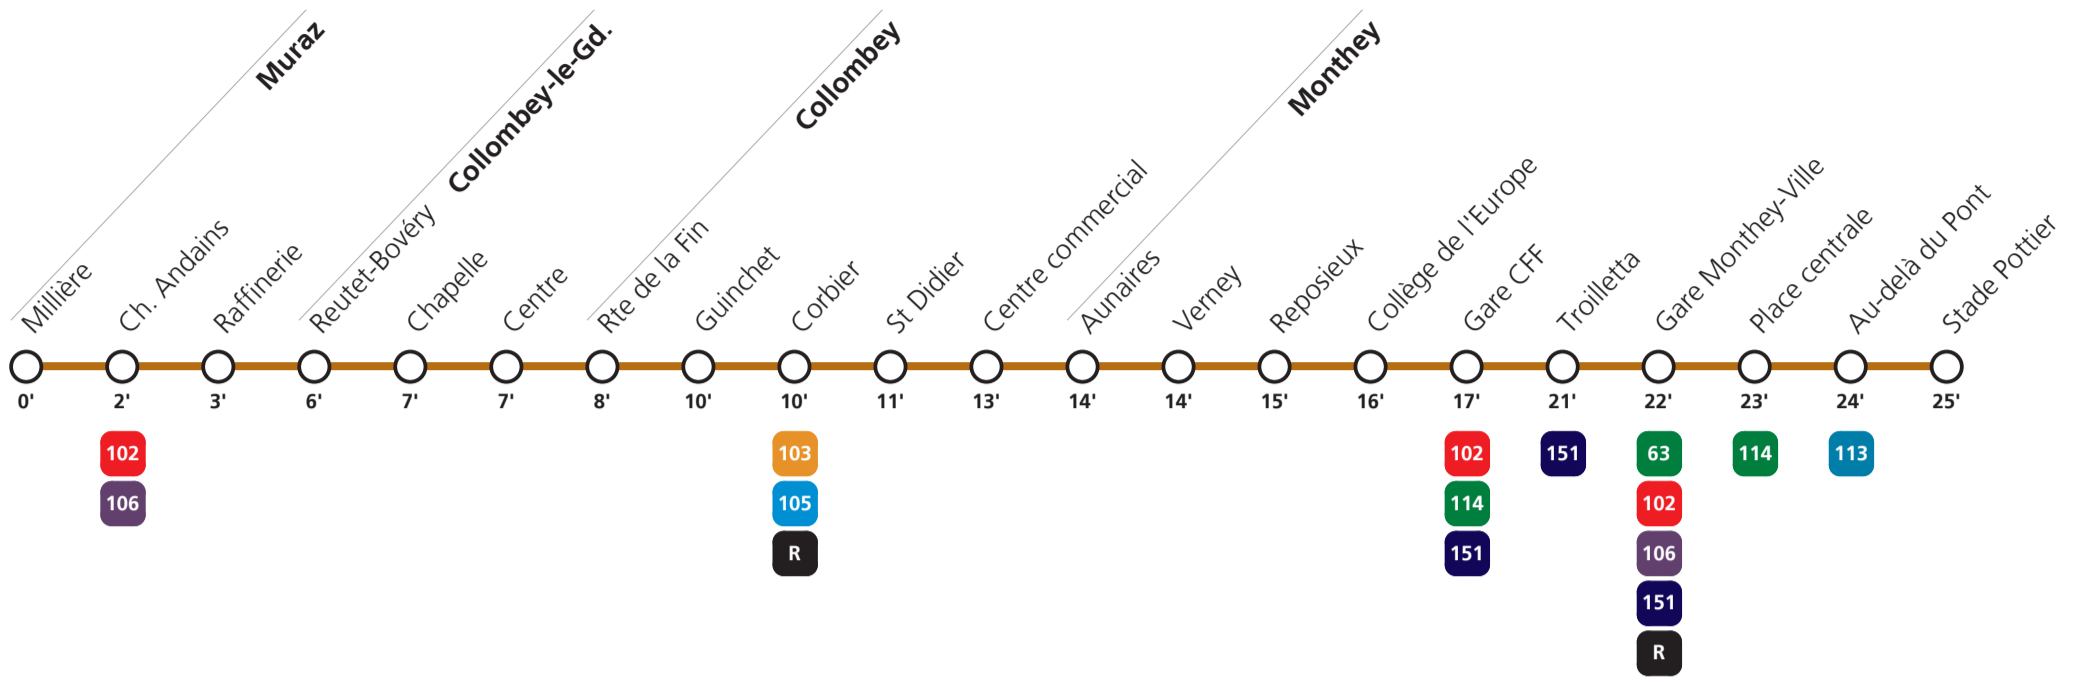 Muraz
Collombey-le-Gd.
Collombey
Monthey
Millière
Ch. Andains
Raffinerie
Reutet-Bovéry
Chapelle
Centre
Rte de la Fin
Guinchet
Corbier
St Didier
Centre commercial
Aunaires
Verney
Reposieux
Collège de l'Europe
Gare CFF
Troilletta
Gare Monthey-Ville
Place centrale
Au-delà du Pont
Stade Pottier
0' 2' 3' 6' 7' 7' 8' 10' 10' 11' 13' 14' 14' 15' 16' 17' 21' 22' 23' 24' 25'
102 103 102 151 63 114 113
106 105 114 102
R 151 106
151
R